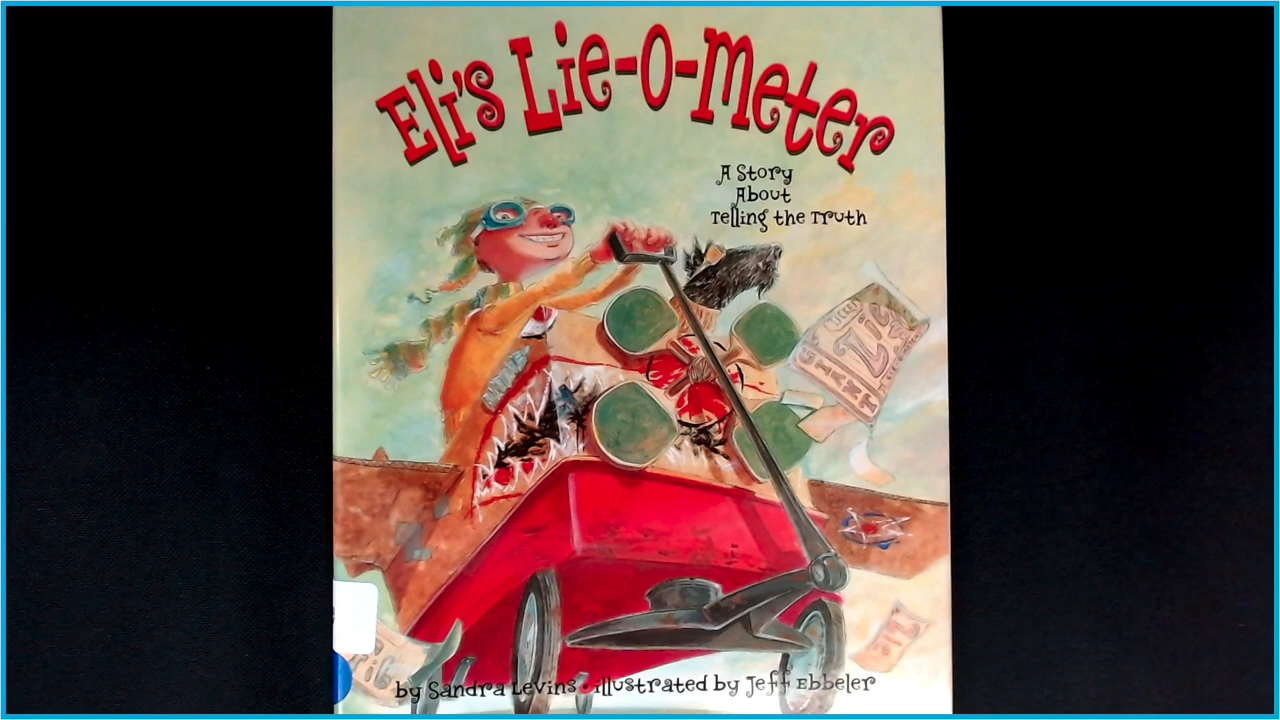 Eli's Lie-o-Meter
A Story
About
Telling the Truth
by Sandra Levins • illustrated by Jeff Ebbeler